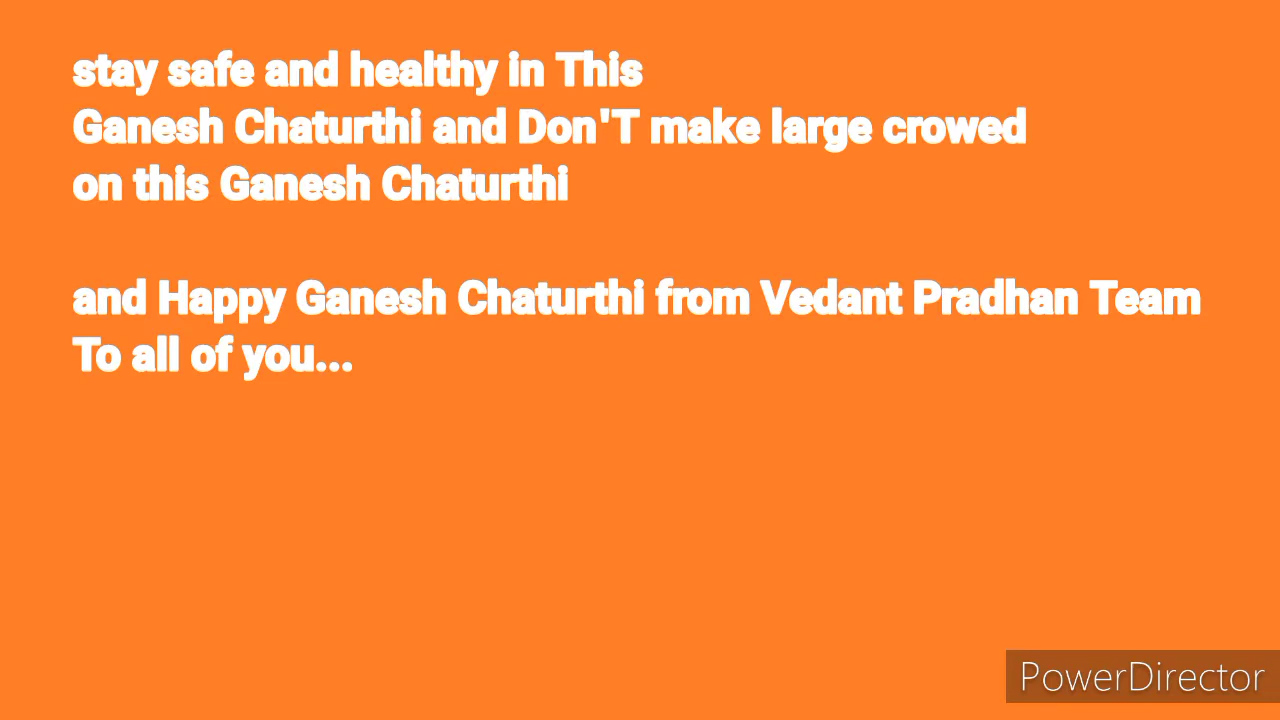 stay safe and healthy in This
Ganesh Chaturthi and Don'T make large crowed
on this Ganesh Chaturthi
and Happy Ganesh Chaturthi from Vedant Pradhan Team
To all of you...
PowerDirector